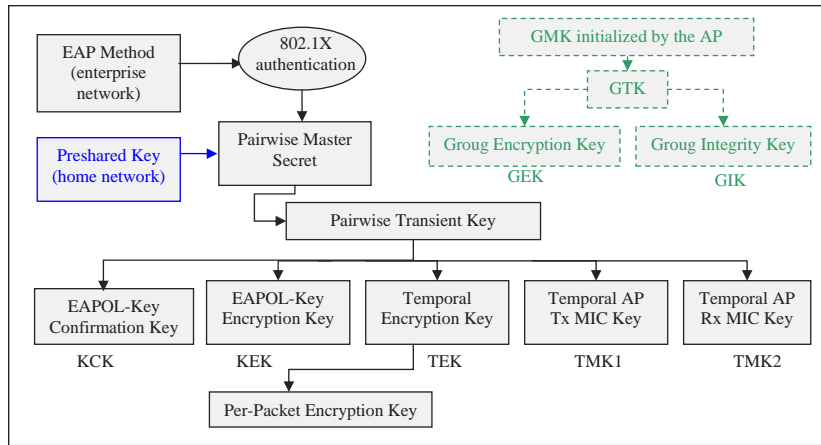 EAP Method
(enterprise
network)
802.1X
authentication
GMK initialized by the AP
GTK
Preshared Key
(home network)
Pairwise Master
Secret
Groug Encryption Key
GEK
Groug Integrity Key
GIK
Pairwise Transient Key
EAPOL-Key
Confirmation Key
KCK
EAPOL-Key
Encryption Key
KEK
Temporal
Encryption Key
TEK
Temporal AP
Tx MIC Key
TMK1
Temporal AP
Rx MIC Key
TMK2
Per-Packet Encryption Key